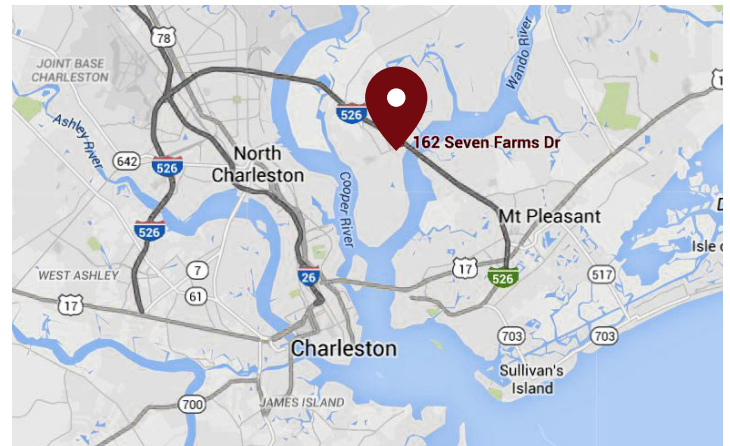 78
JOINT BASE
CHARLESTON
Ashley River
Wando River
1
526
162 Seven Farms Dr
642
526
North
Charleston
Cooper River
526
Mt Pleasant
D
Isle o
WEST ASHLEY
7
61
26
17
526
517
17
703
703
Charleston
Sullivan's
Island
700
JAMES ISLAND